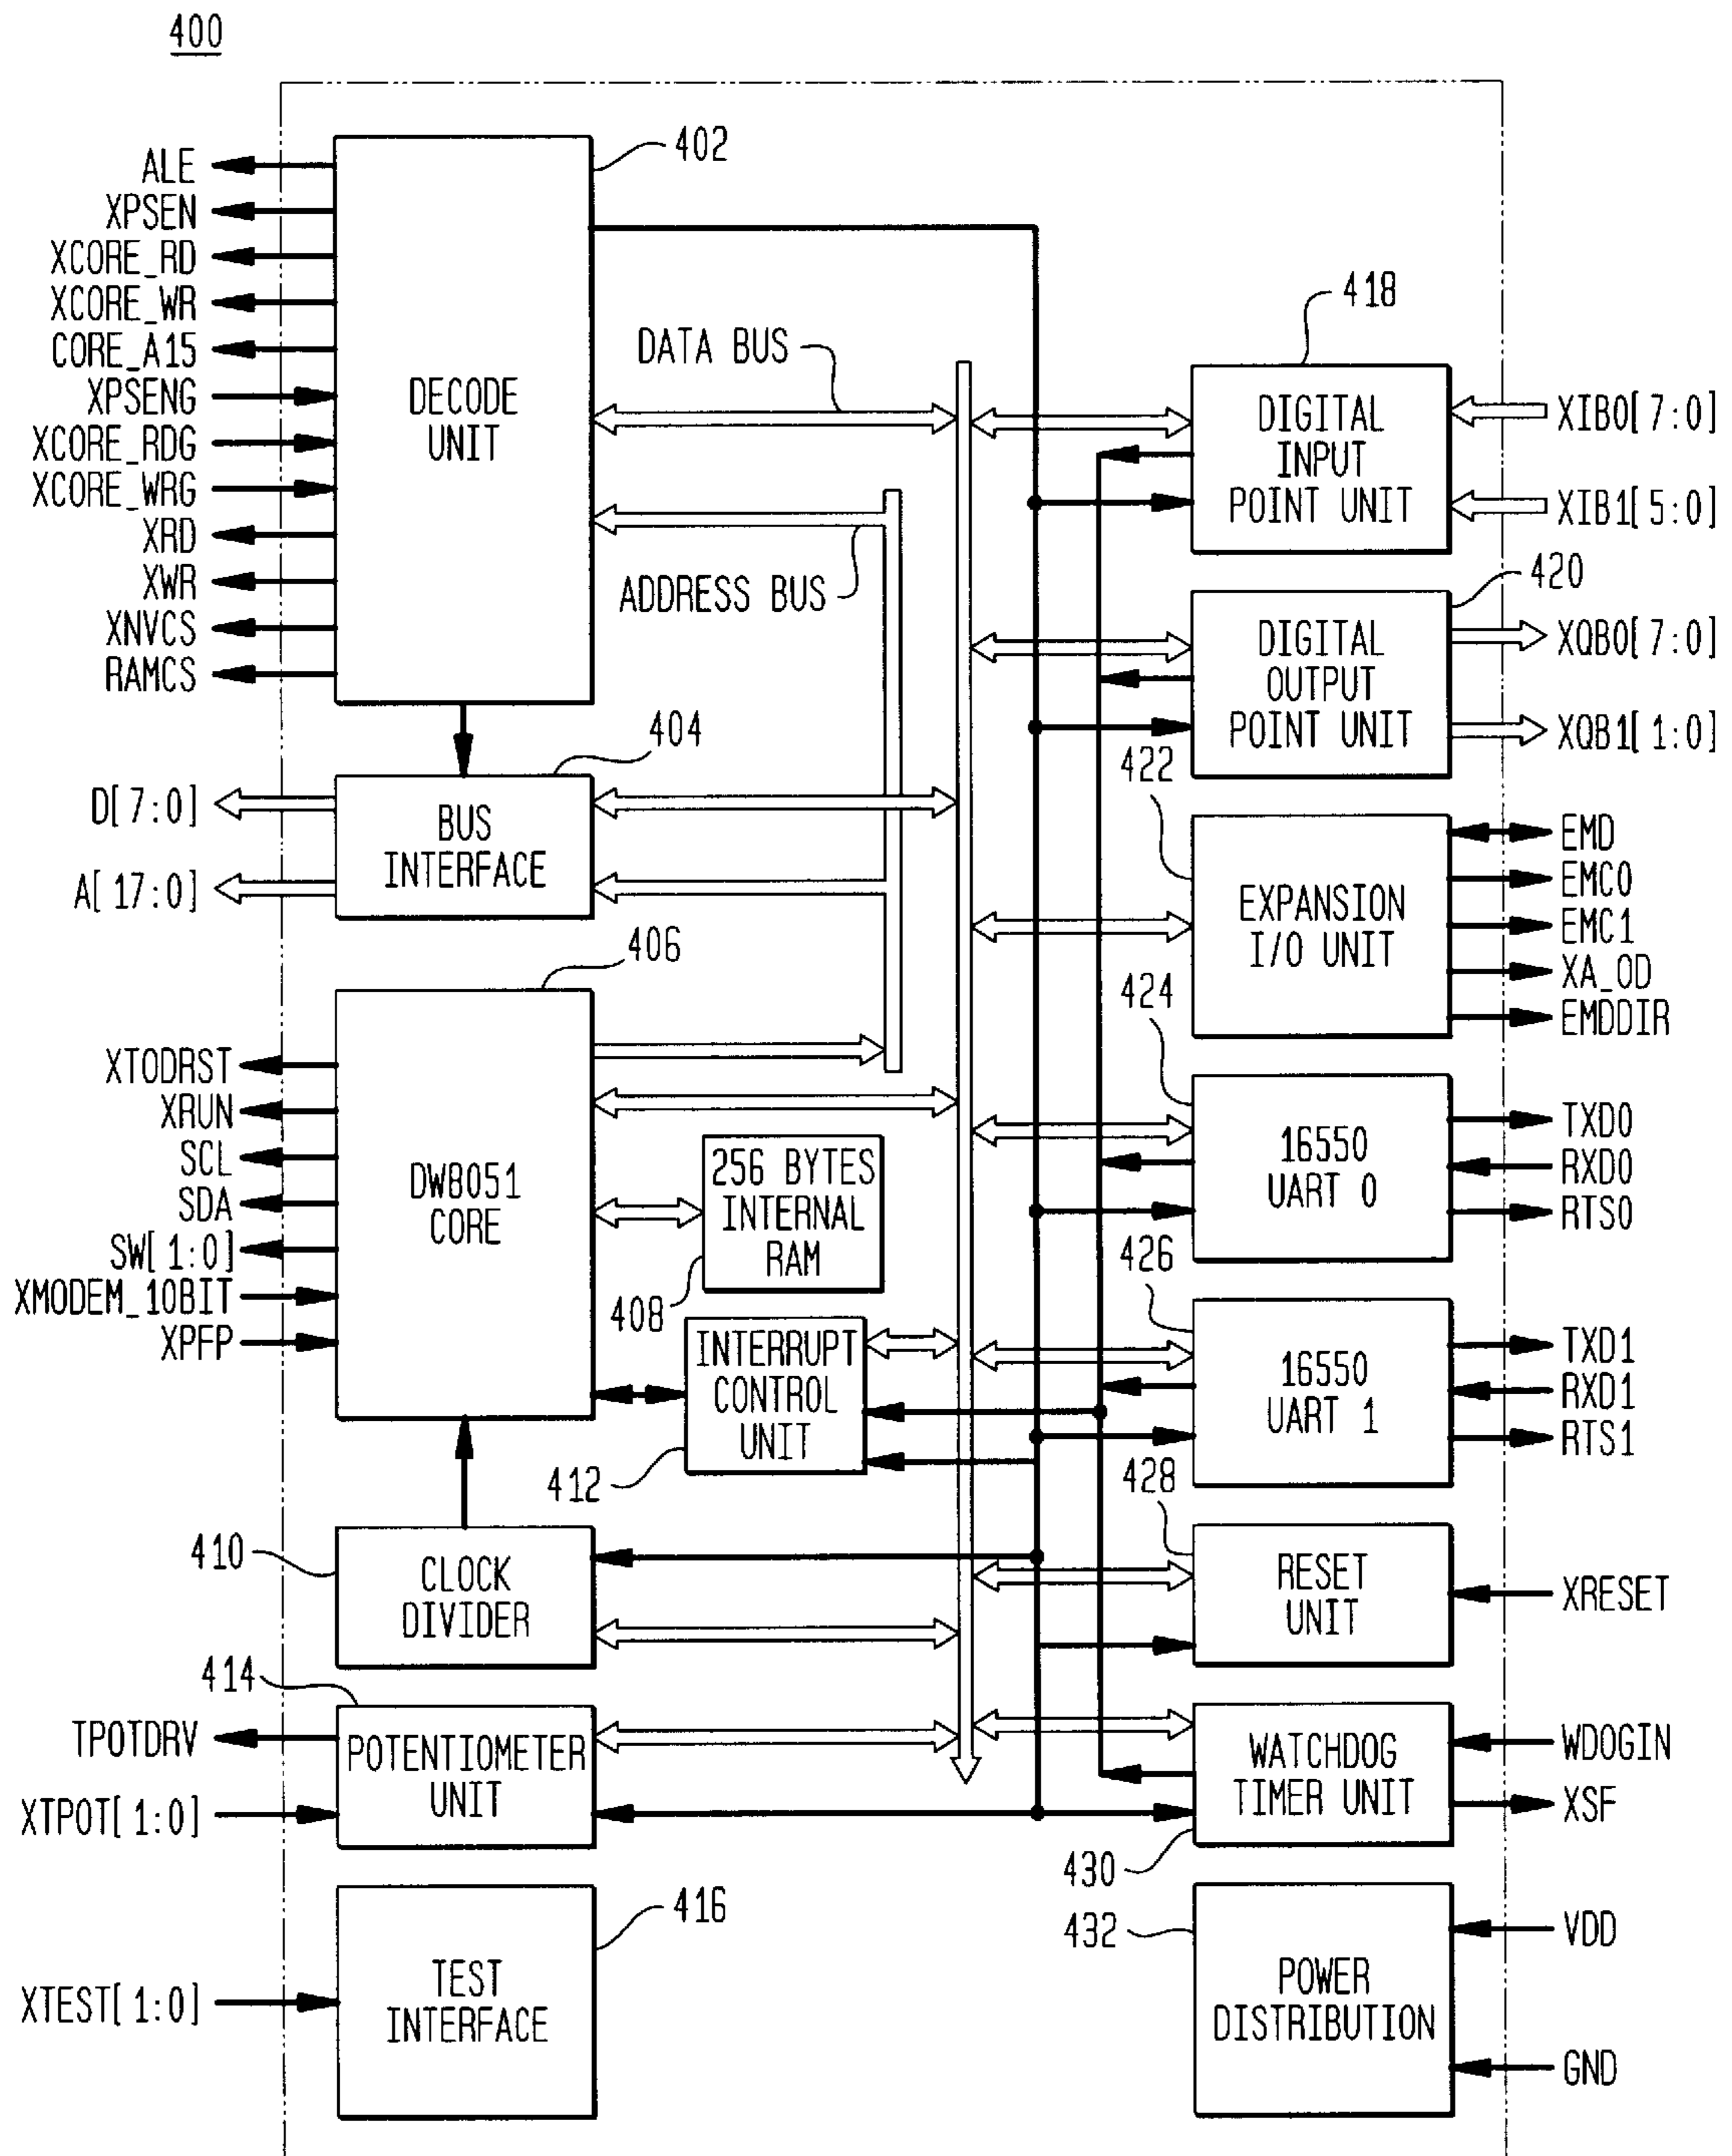 400
402
ALE
XPSEN
XCORE_RD
XCORE_WR
CORE_A15
XPSENG
XCORE_RDG
XCORE_WRG
XRD
XWR
XNVCS
RAMCS
DECODE
UNIT
DATA BUS
ADDRESS BUS
418
DIGITAL
INPUT
POINT UNIT
XIB0[7:0]
XIB1[5:0]
420
DIGITAL
OUTPUT
POINT UNIT
XQB0[7:0]
XQB1[1:0]
404
D[7:0]
A[17:0]
BUS
INTERFACE
422
EXPANSION
I/O UNIT
EMD
EMC0
EMC1
XA_OD
EMDDIR
406
XTODRST
XRUN
SCL
SDA
SW[1:0]
XMODEM_10BIT
XPFP
DW8051
CORE
256 BYTES
INTERNAL
RAM
408
424
16550
UART 0
TXD0
RXD0
RTS0
INTERRUPT
CONTROL
UNIT
412
426
16550
UART 1
TXD1
RXD1
RTS1
410
CLOCK
DIVIDER
428
RESET
UNIT
XRESET
414
TPOTDRV
XTPOT[1:0]
POTENTIOMETER
UNIT
WATCHDOG
TIMER UNIT
WDOGIN
XSF
430
416
XTEST[1:0]
TEST
INTERFACE
432
POWER
DISTRIBUTION
VDD
GND